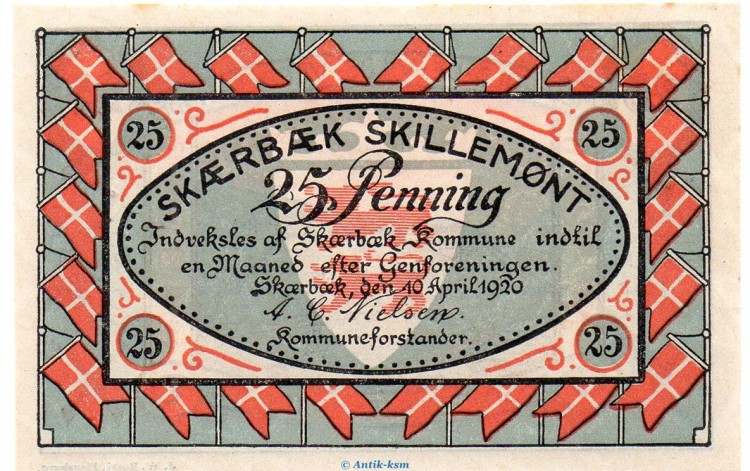 25
25
SKÆRBÆK SKILLEMØNT
25 Penning
Indveksles af Skærbæk Kommune indtil
en Maaned efter Genforeningen.
Skærbæk, den 10 April 1920
A. C. Nielsen.
Kommuneforstander.
25
25
© Antik-ksm